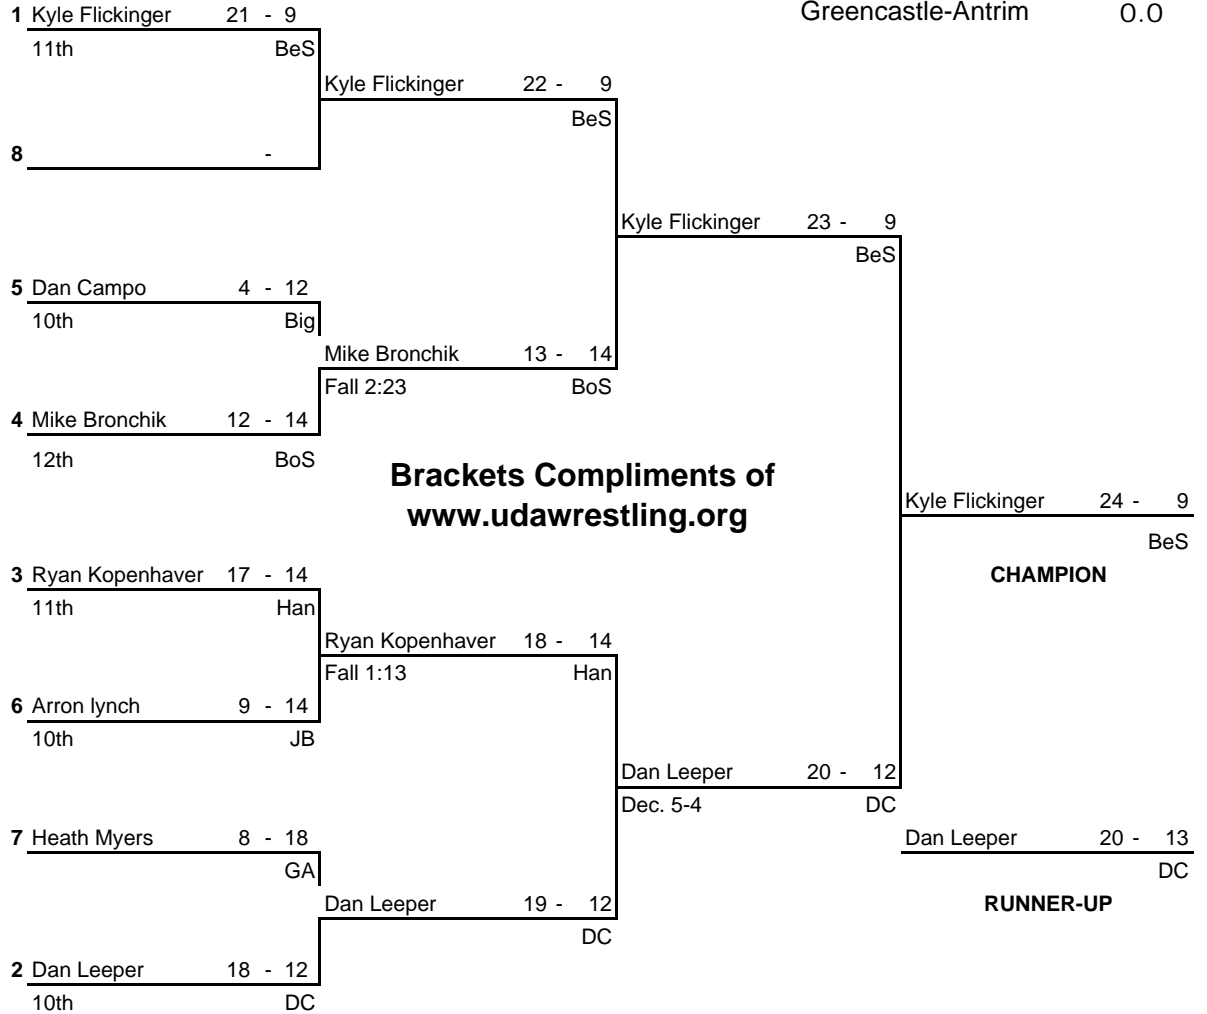 Greencastle-Antrim 0.0
1 Kyle Flickinger 21 - 9
11th BeS
Kyle Flickinger 22 - 9
BeS
8 -
Kyle Flickinger 23 - 9
BeS
5 Dan Campo 4 - 12
10th Big
Mike Bronchik 13 - 14
Fall 2:23 BoS
4 Mike Bronchik 12 - 14
12th BoS
Brackets Compliments of
www.udawrestling.org
Kyle Flickinger 24 - 9
BeS
CHAMPION
3 Ryan Kopenhaver 17 - 14
11th Han
Ryan Kopenhaver 18 - 14
Fall 1:13 Han
6 Arron lynch 9 - 14
10th JB
Dan Leeper 20 - 12
Dec. 5-4 DC
7 Heath Myers 8 - 18
GA
Dan Leeper 20 - 13
DC
RUNNER-UP
Dan Leeper 19 - 12
DC
2 Dan Leeper 18 - 12
10th DC